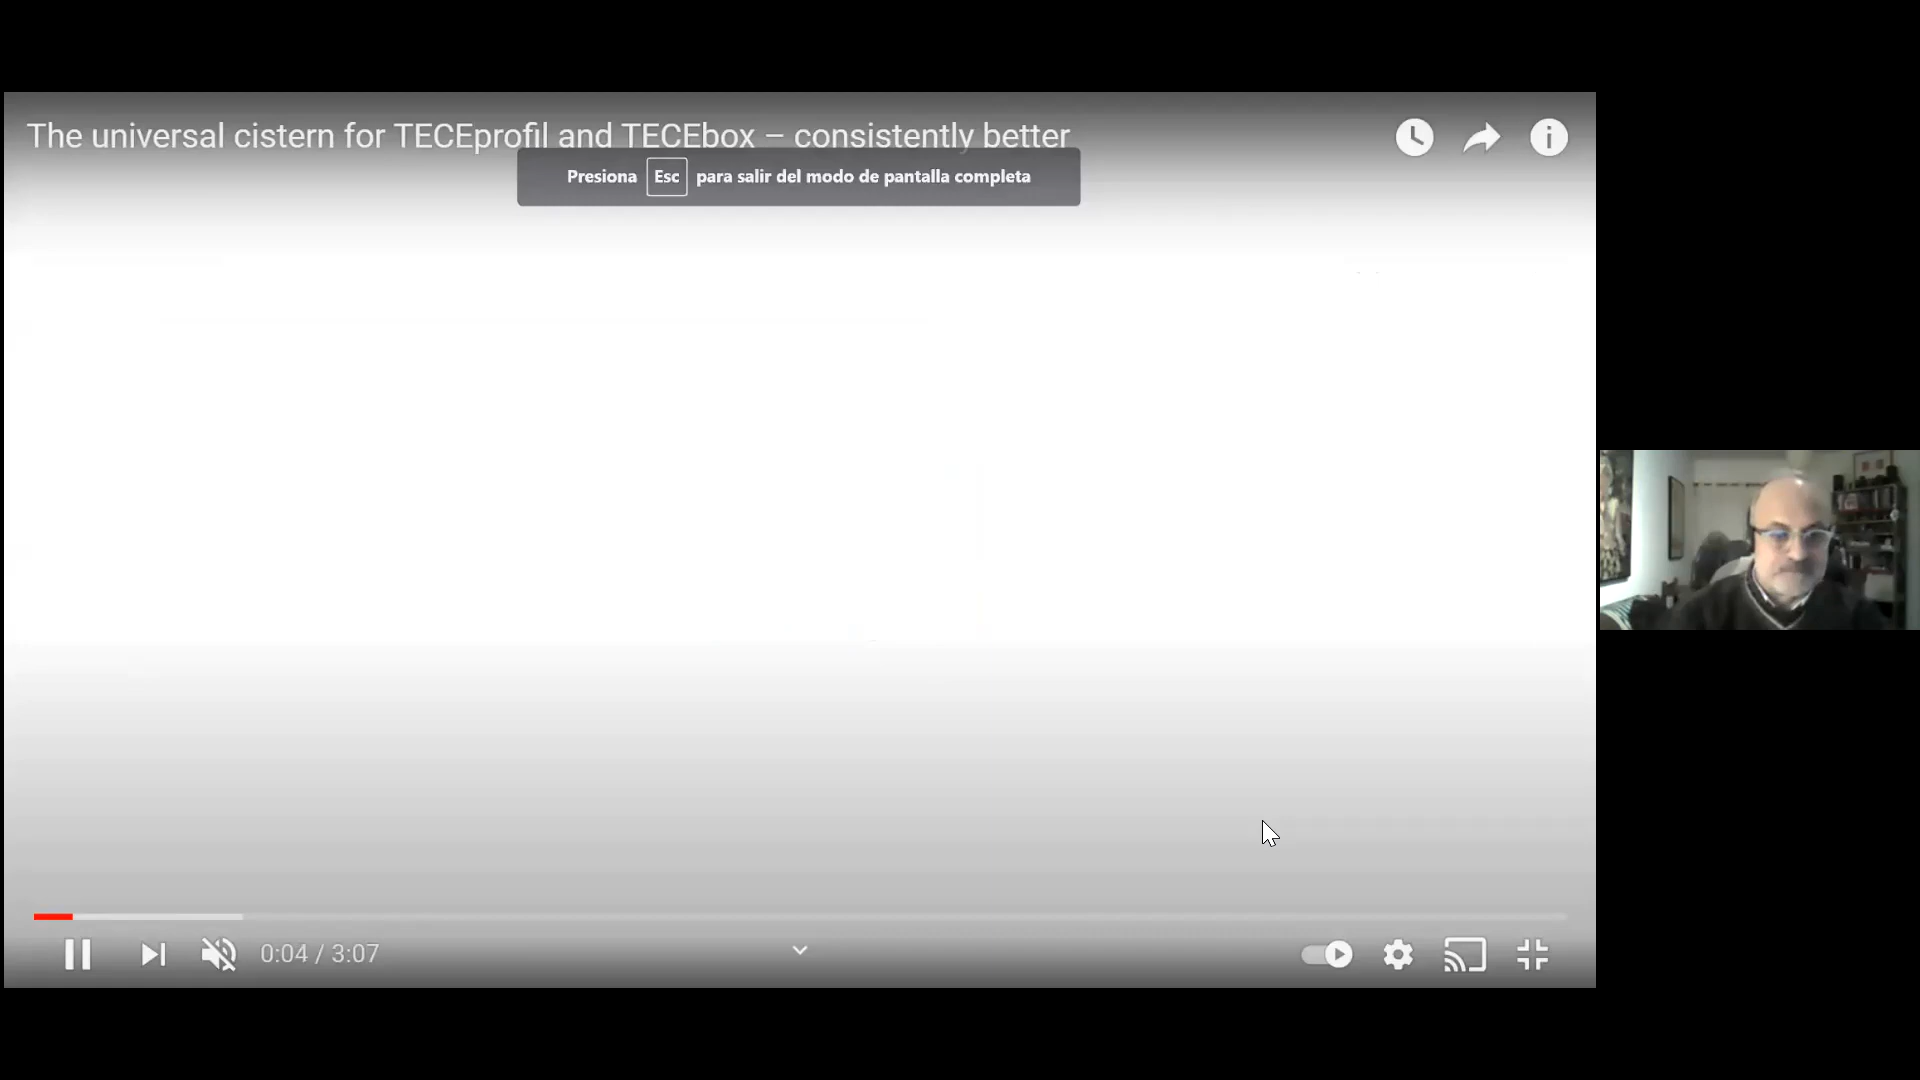 The universal cistern for TECEprofil and TECEbox – consistently better
Presiona Esc para salir del modo de pantalla completa
0:04 / 3:07